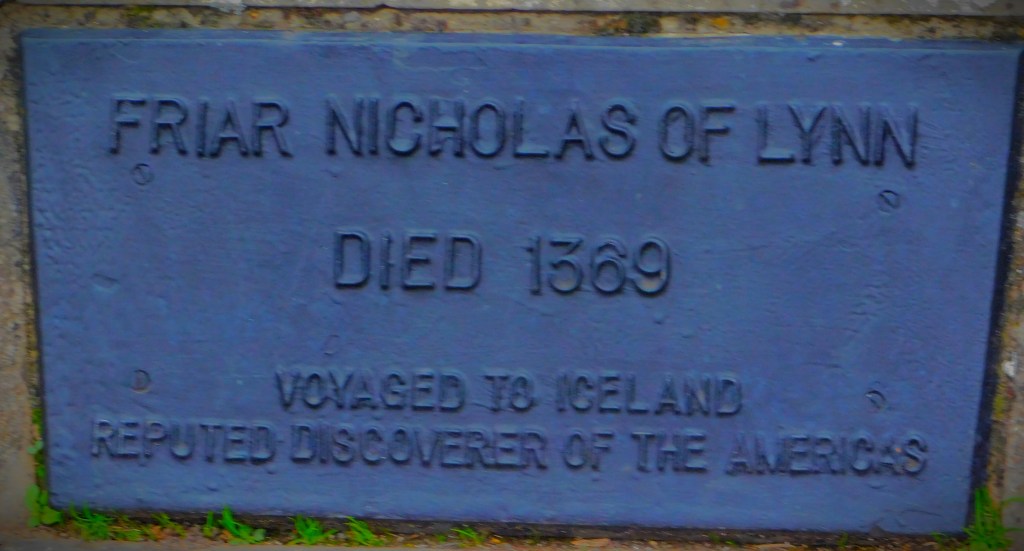 FRIAR NICHOLAS OF LYNN
DIED 1369
VOYAGED TO ICELAND
REPUTED DISCOVERER OF THE AMERICAS